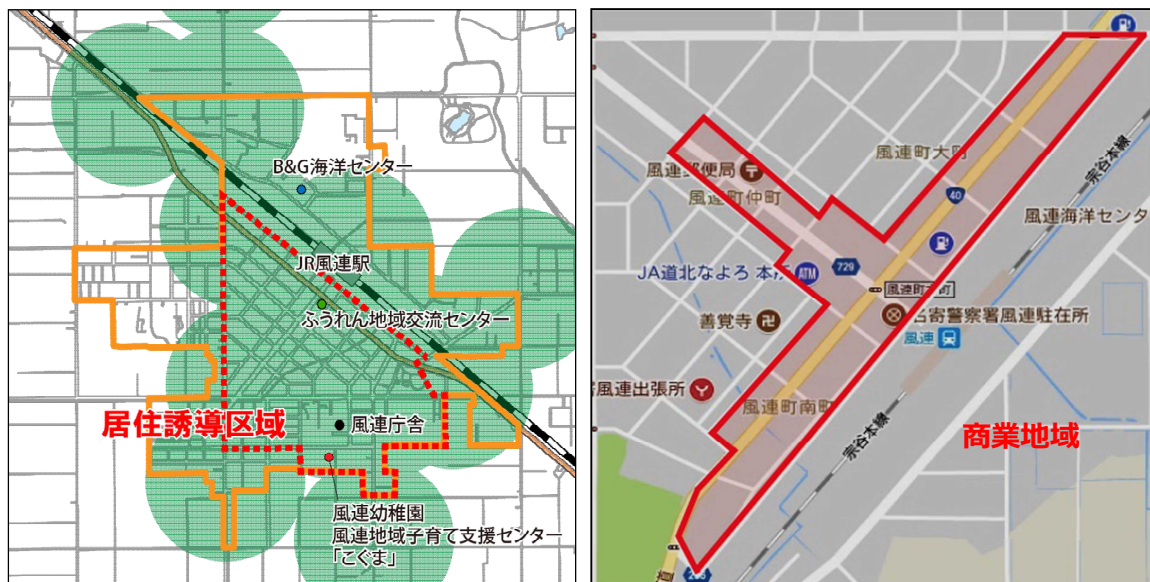 B&G海洋センター
JR風連駅
ふうれん地域交流センター
居住誘導区域
風連庁舎
風連幼稚園
風連地域子育て支援センター
「こぐま」
風連町大町
宗谷本線
風連郵便局
風連町仲町
40
風連海洋センタ
729
JA道北なよろ 本所
ATM
風連町本町
善覚寺
名寄警察署風連駐在所
風連
風連出張所
風連町南町
宗谷本線
商業地域
道